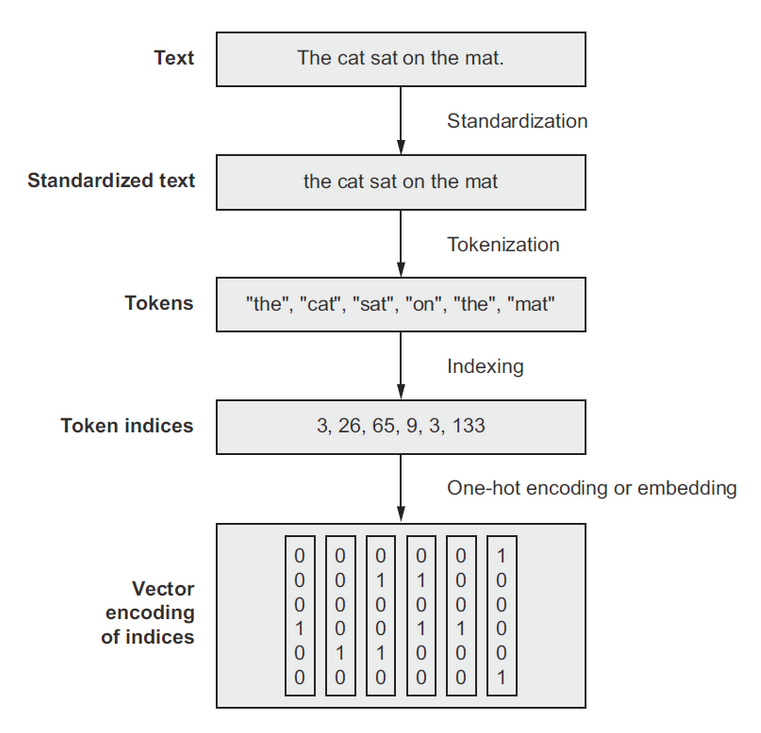 Text
The cat sat on the mat.
Standardization
Standardized text
the cat sat on the mat
Tokenization
Tokens
"the", "cat", "sat", "on", "the", "mat"
Indexing
Token indices
3, 26, 65, 9, 3, 133
One-hot encoding or embedding
Vector
encoding
of indices
0 0 0 0 0 1
0 0 1 1 0 0
0 0 0 0 0 0
1 0 0 1 1 0
0 1 1 0 0 0
0 0 0 0 0 1